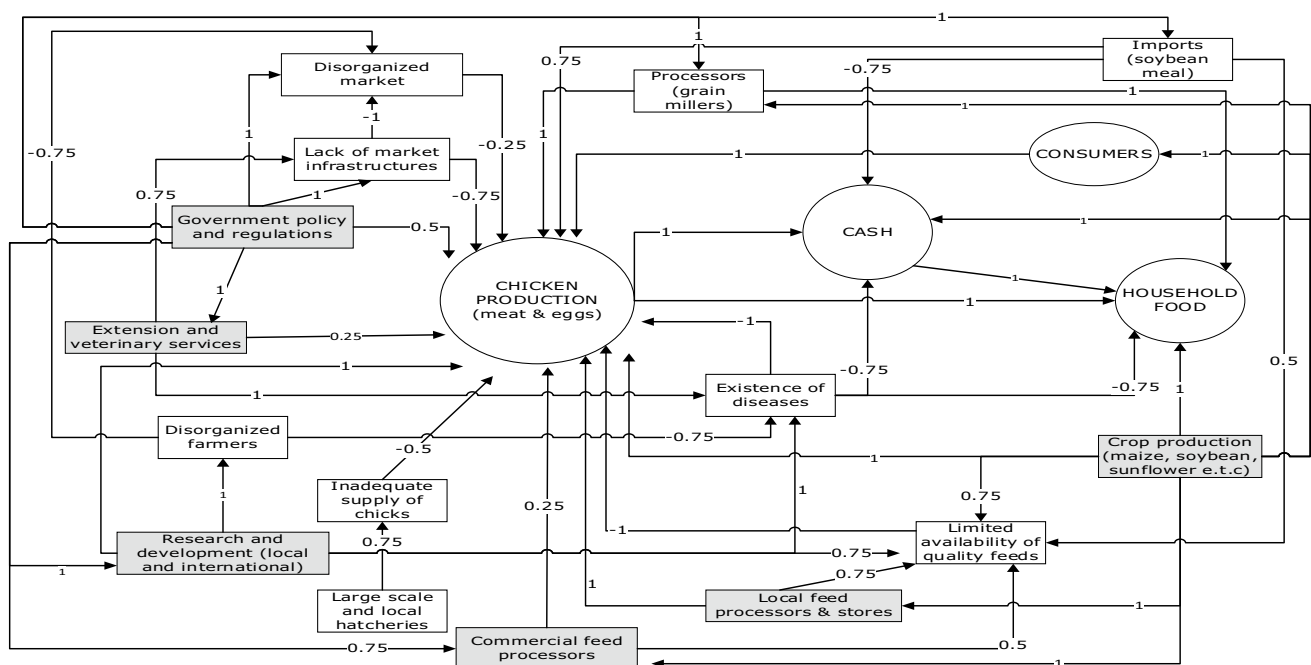 1
1
Imports
(soybean
meal)
0.75
-0.75
Disorganized
market
Processors
(grain
millers)
1
1
1
1
-1
-0.25
0.5
-0.75
Lack of market
infrastructures
CONSUMERS
1
1
0.75
1
-0.75
Government policy
and regulations
0.5
CASH
1
1
1
CHICKEN
PRODUCTION
(meat & eggs)
1
1
HOUSEHOLD
FOOD
Extension and
veterinary services
0.25
-1
1
-0.75
-0.75
1
Existence of
diseases
1
Disorganized
farmers
-0.75
-0.5
1
Crop production
(maize, soybean,
sunflower e.t.c)
1
Inadequate
supply of
chicks
0.25
1
0.75
-1
Limited
availability of
quality feeds
Research and
development (local
and international)
0.75
0.75
0.75
1
1
Large scale
and local
hatcheries
Local feed
processors & stores
1
0.75
Commercial feed
processors
0.5
1